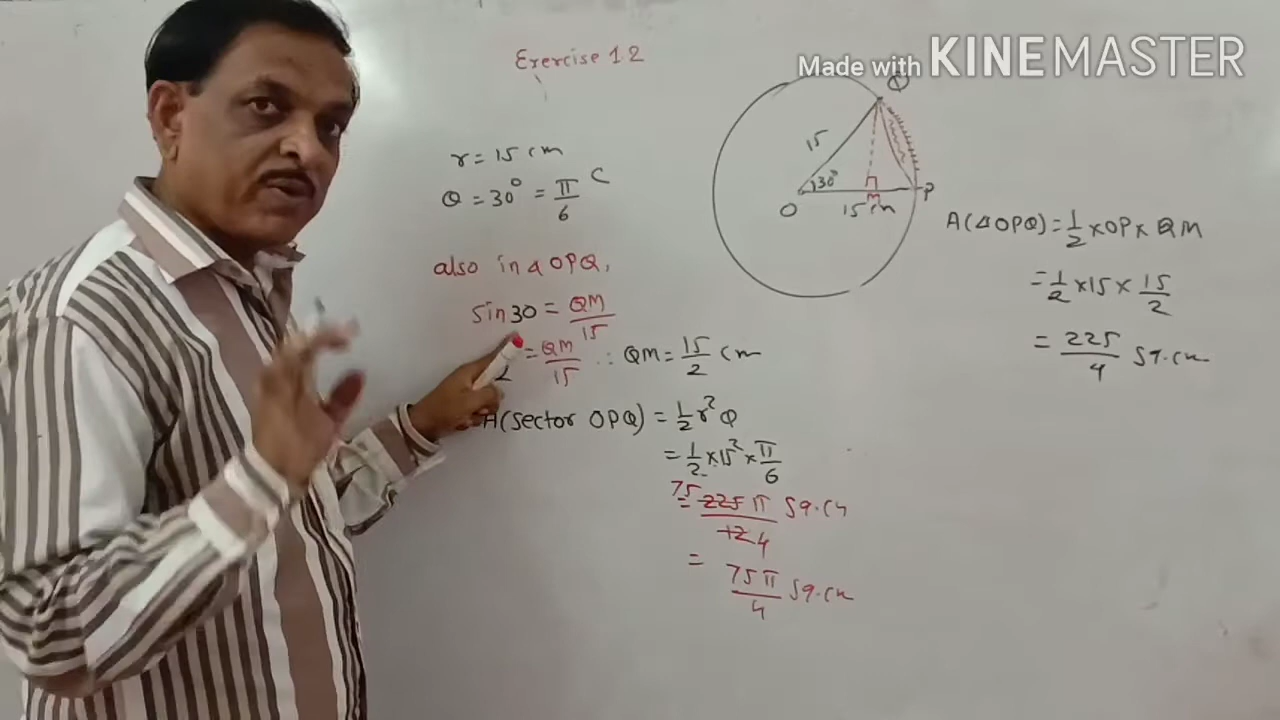 Made with KINEMASTER
Exercise 1.2
r = 15 cm
θ = 30° = π/6 c
also in Δ OPQ,
sin 30 = QM/15
/2 = QM/15 ∴ QM = 15/2 cm
A(sector OPQ) = 1/2 r² θ
= 1/2 × 15² × π/6
= 75 225 π/12 4 sq.cm
= 75π/4 sq.cm
Q
15
30°
O
M
15 cm
P
A(Δ OPQ) = 1/2 × OP × QM
= 1/2 × 15 × 15/2
= 225/4 sq.cm